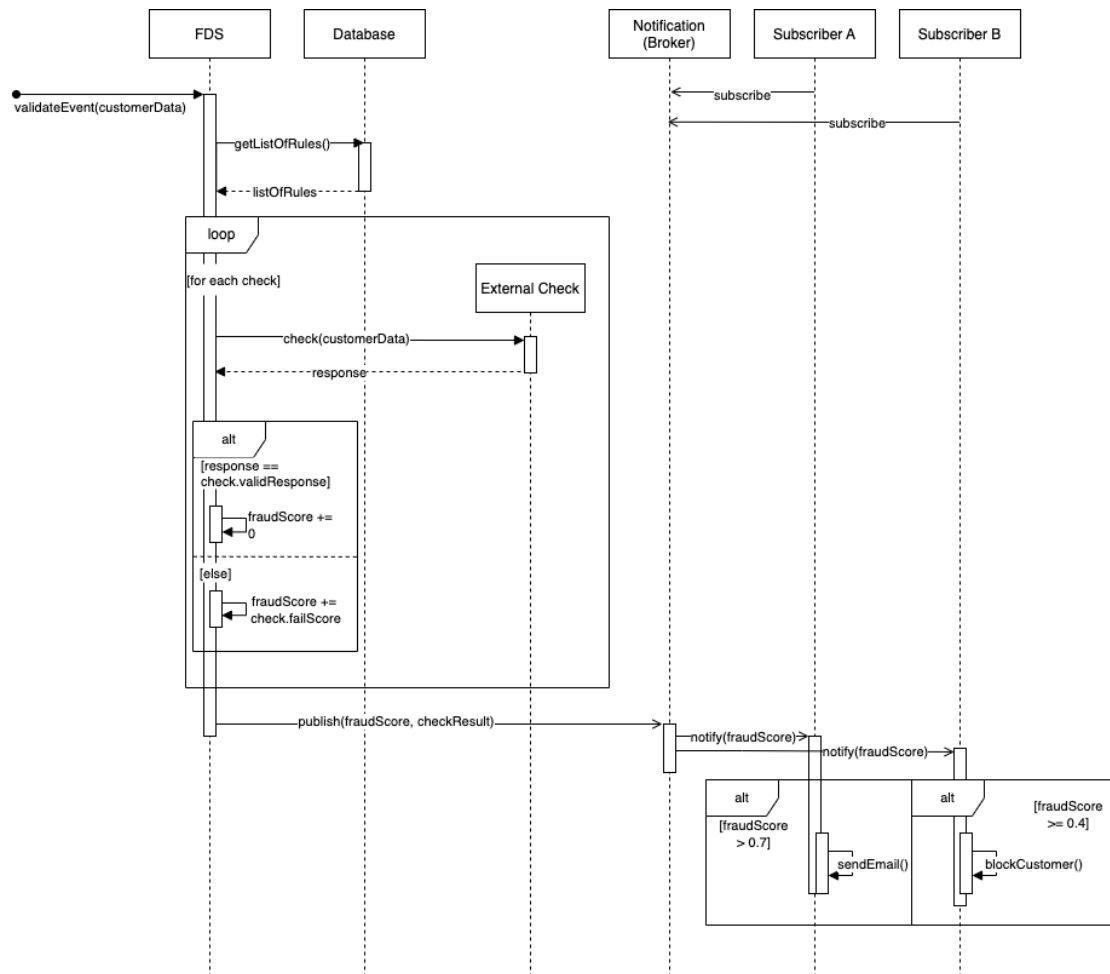 FDS
Database
Notification
(Broker)
Subscriber A
Subscriber B
subscribe
validateEvent(customerData)
subscribe
getListOfRules()
listOfRules
loop
[for each check]
External Check
check(customerData)
response
alt
[response ==
check.validResponse]
fraudScore +=
0
[else]
fraudScore +=
check.failScore
publish(fraudScore, checkResult)
notify(fraudScore)
notify(fraudScore)
alt
[fraudScore
> 0.7]
sendEmail()
alt
[fraudScore
>= 0.4]
blockCustomer()